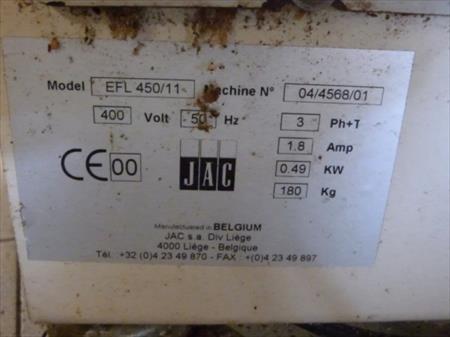 Model EFL 450/11 Machine N° 04/4568/01
400 Volt 50 Hz 3 Ph+T
1.8 Amp
CE 00 JAC 0.49 KW
180 Kg
Manufactured in BELGIUM
JAC s.a. Div Liège
4000 Liège - Belgique
Tél. +32 (0)4 23 49 870 - FAX : +(0)4 23 49 897